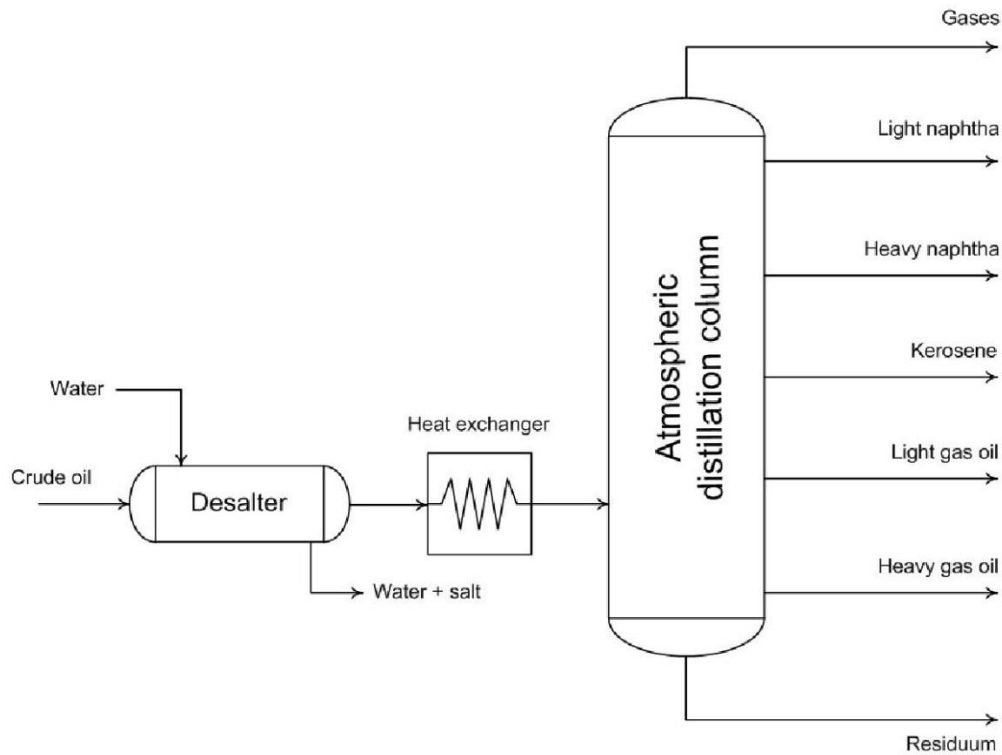 Gases
Light naphtha
Heavy naphtha
Kerosene
Light gas oil
Heavy gas oil
Residuum
Atmospheric
distillation column
Heat exchanger
Water
Crude oil
Desalter
Water + salt